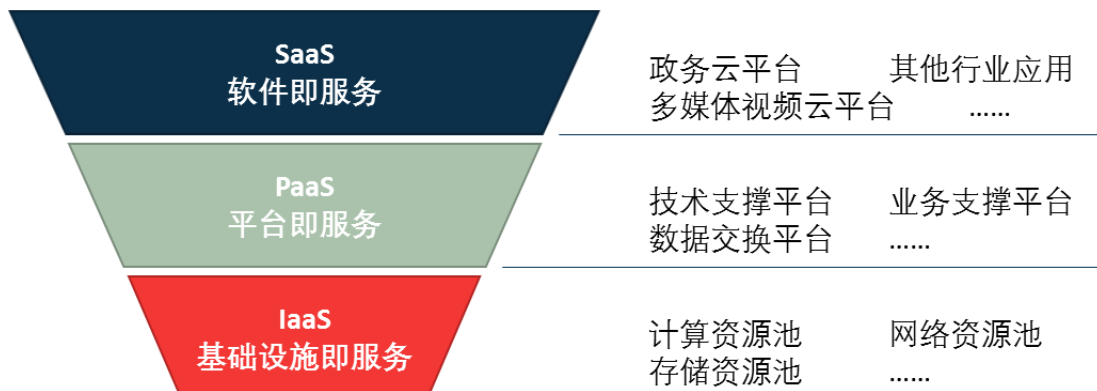 SaaS
软件即服务
政务云平台 其他行业应用
多媒体视频云平台 ......
PaaS
平台即服务
技术支撑平台 业务支撑平台
数据交换平台 ......
IaaS
基础设施即服务
计算资源池 网络资源池
存储资源池 ......